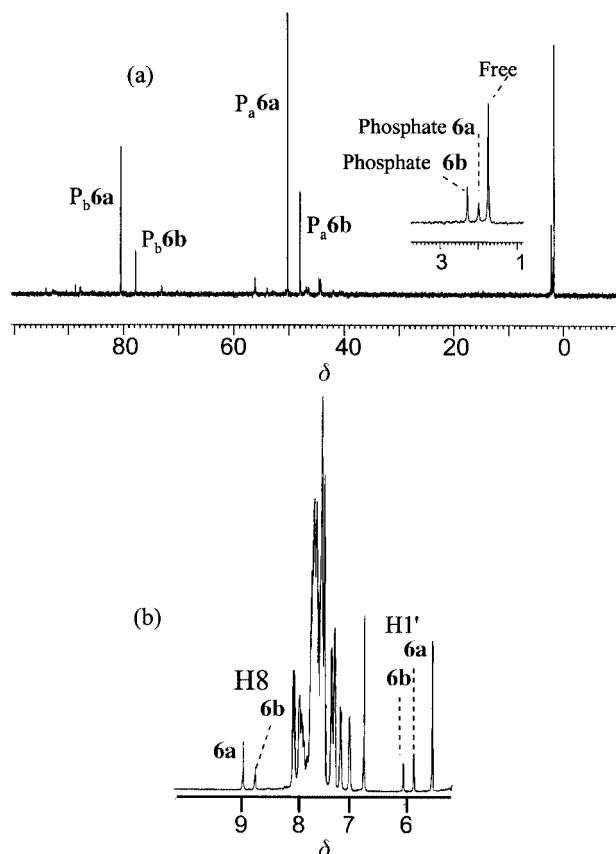 (a)
P_a6a
Free
Phosphate 6a
Phosphate 6b
P_b6a
P_b6b
P_a6b
3 1
80 60 40 20 0
δ
(b)
H8
6b
6a
H1'
6a
6b
9 8 7 6
δ